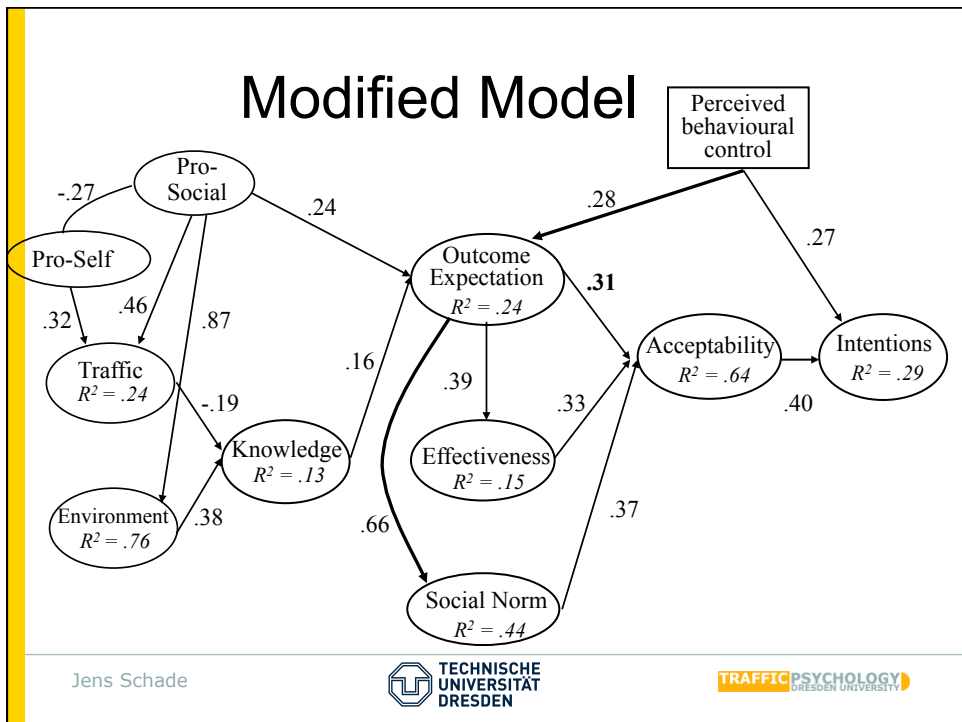 Modified Model
Perceived
behavioural
control
Pro-
Social
-.27
.24
.28
.27
Pro-Self
Outcome
Expectation
R² = .24
.31
.32
.46
.87
Traffic
R² = .24
.16
Acceptability
R² = .64
Intentions
R² = .29
.39
.33
-.19
.40
Knowledge
R² = .13
Effectiveness
R² = .15
Environment
R² = .76
.38
.66
.37
Social Norm
R² = .44
Jens Schade
TECHNISCHE
UNIVERSITÄT
DRESDEN
TRAFFIC PSYCHOLOGY
DRESDEN UNIVERSITY